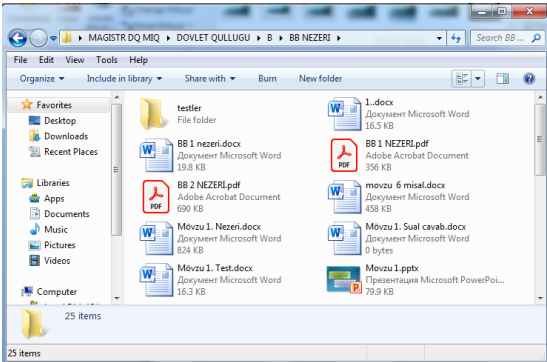 MAGISTR DQ MIQ ▸ DOVLET QULLUGU ▸ B ▸ BB NEZERI ▸
Search BB ...
File Edit View Tools Help
Organize Include in library Share with Burn New folder
Favorites
Desktop
Downloads
Recent Places
Libraries
Apps
Documents
Music
Pictures
Videos
Computer
testler
File folder
1..docx
Документ Microsoft Word
16.5 KB
BB 1 nezeri.docx
Документ Microsoft Word
19.8 KB
BB 1 NEZERİ.pdf
Adobe Acrobat Document
356 KB
BB 2 NEZERİ.pdf
Adobe Acrobat Document
690 KB
movzu 6 misal.docx
Документ Microsoft Word
458 KB
Mövzu 1. Nezeri.docx
Документ Microsoft Word
824 KB
Mövzu 1. Sual cavab.docx
Документ Microsoft Word
0 bytes
Mövzu 1. Test.docx
Документ Microsoft Word
16.3 KB
Movzu 1.pptx
Презентация Microsoft PowerPoi...
79.9 KB
25 items
25 items